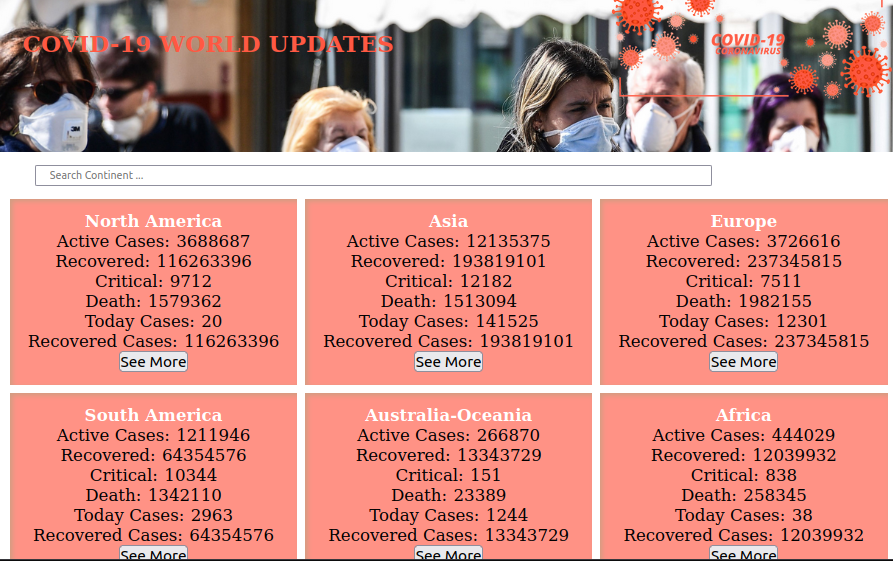 COVID-19 WORLD UPDATES
COVID-19
CORONAVIRUS
3M
Search Continent ...
North America
Active Cases: 3688687
Recovered: 116263396
Critical: 9712
Death: 1579362
Today Cases: 20
Recovered Cases: 116263396
See More
Asia
Active Cases: 12135375
Recovered: 193819101
Critical: 12182
Death: 1513094
Today Cases: 141525
Recovered Cases: 193819101
See More
Europe
Active Cases: 3726616
Recovered: 237345815
Critical: 7511
Death: 1982155
Today Cases: 12301
Recovered Cases: 237345815
See More
South America
Active Cases: 1211946
Recovered: 64354576
Critical: 10344
Death: 1342110
Today Cases: 2963
Recovered Cases: 64354576
See More
Australia-Oceania
Active Cases: 266870
Recovered: 13343729
Critical: 151
Death: 23389
Today Cases: 1244
Recovered Cases: 13343729
See More
Africa
Active Cases: 444029
Recovered: 12039932
Critical: 838
Death: 258345
Today Cases: 38
Recovered Cases: 12039932
See More